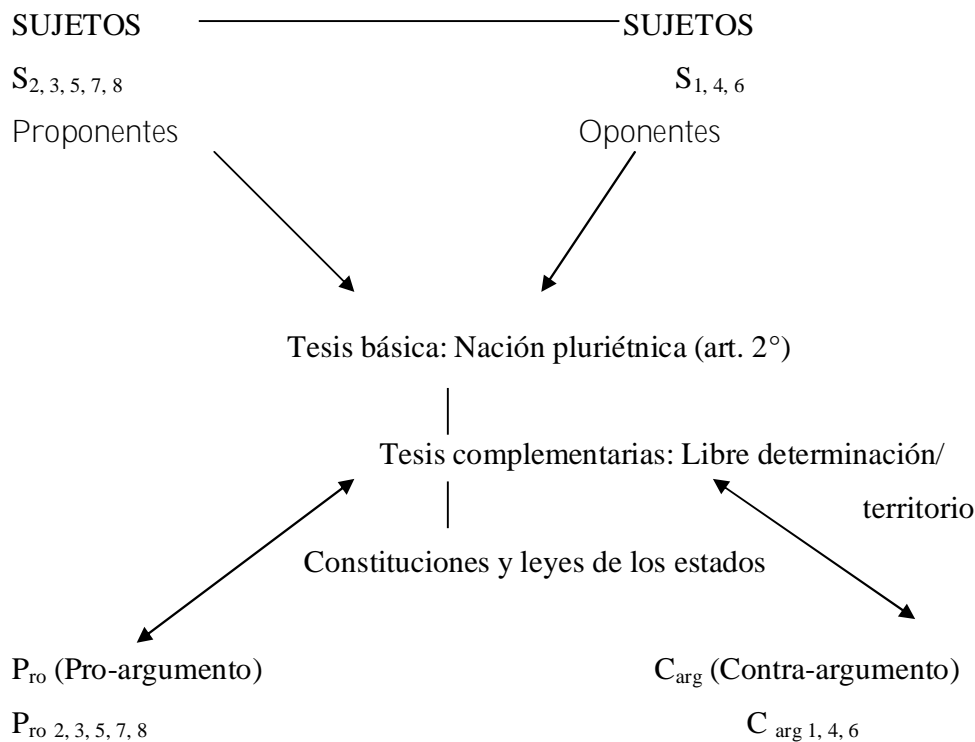 SUJETOS SUJETOS
S2, 3, 5, 7, 8 S1, 4, 6
Proponentes Oponentes
Tesis básica: Nación pluriétnica (art. 2°)
Tesis complementarias: Libre determinación/
territorio
Constituciones y leyes de los estados
Pro (Pro-argumento) Carg (Contra-argumento)
Pro 2, 3, 5, 7, 8 C arg 1, 4, 6